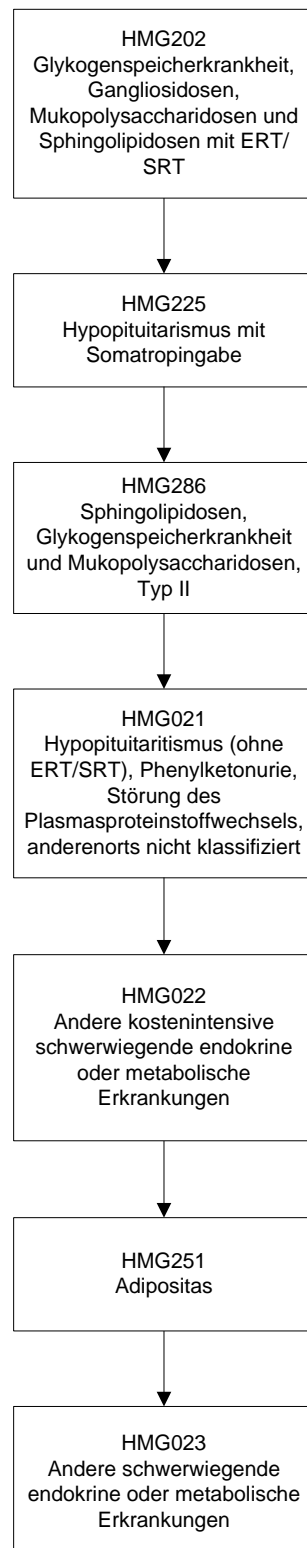 HMG202
Glykogenspeicherkrankheit,
Gangliosidosen,
Mukopolysaccharidosen und
Sphingolipidosen mit ERT/
SRT
HMG225
Hypopituitarismus mit
Somatropingabe
HMG286
Sphingolipidosen,
Glykogenspeicherkrankheit
und Mukopolysaccharidosen,
Typ II
HMG021
Hypopituitaritismus (ohne
ERT/SRT), Phenylketonurie,
Störung des
Plasmaproteinstoffwechsels,
anderenorts nicht klassifiziert
HMG022
Andere kostenintensive
schwerwiegende endokrine
oder metabolische
Erkrankungen
HMG251
Adipositas
HMG023
Andere schwerwiegende
endokrine oder metabolische
Erkrankungen